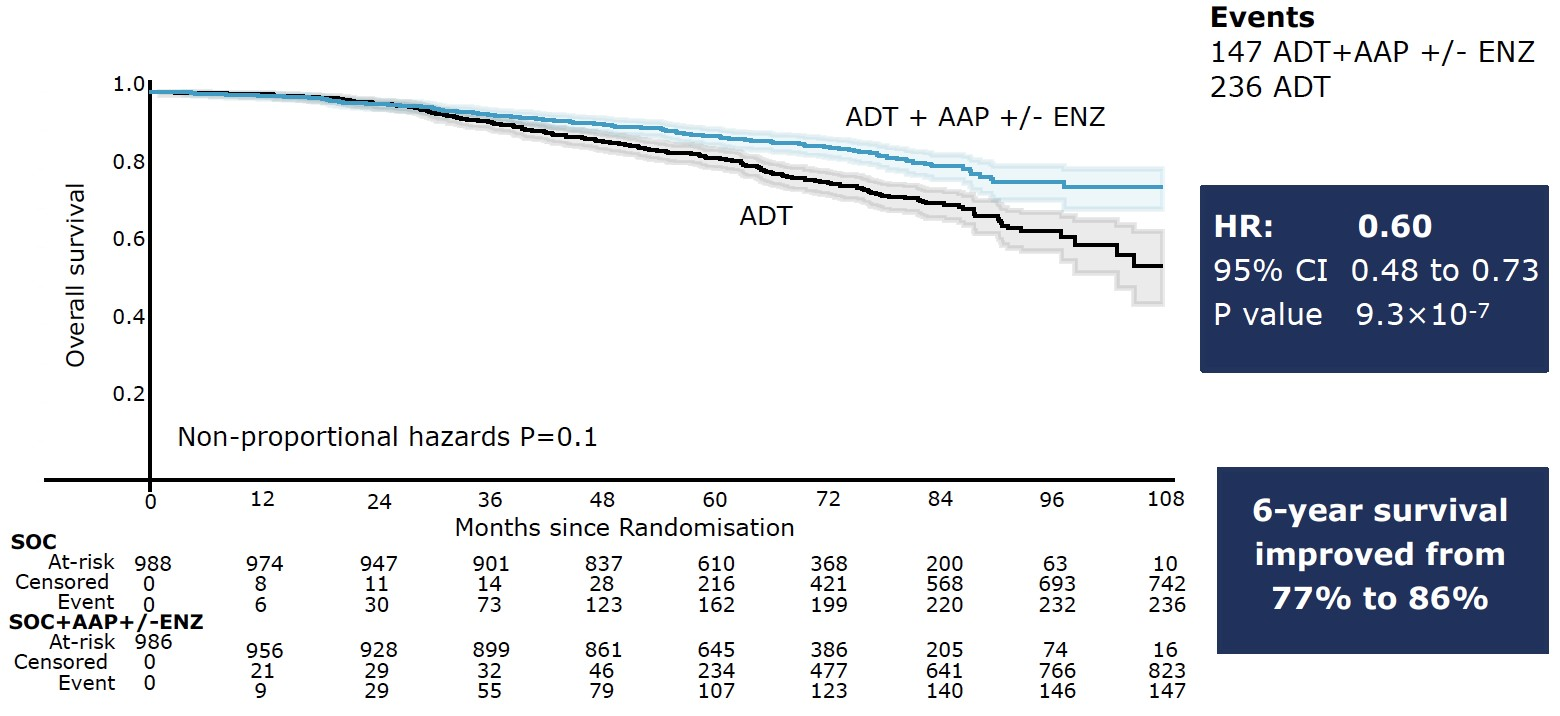 Events
147 ADT+AAP +/- ENZ
236 ADT
1.0
0.8
0.6
0.4
0.2
Overall survival
ADT + AAP +/- ENZ
ADT
HR: 0.60
95% CI 0.48 to 0.73
P value 9.3×10⁻⁷
Non-proportional hazards P=0.1
0 12 24 36 48 60 72 84 96 108
Months since Randomisation
6-year survival
improved from
77% to 86%
SOC
At-risk 988 974 947 901 837 610 368 200 63 10
Censored 0 8 11 14 28 216 421 568 693 742
Event 0 6 30 73 123 162 199 220 232 236
SOC+AAP+/-ENZ
At-risk 986 956 928 899 861 645 386 205 74 16
Censored 0 21 29 32 46 234 477 641 766 823
Event 0 9 29 55 79 107 123 140 146 147